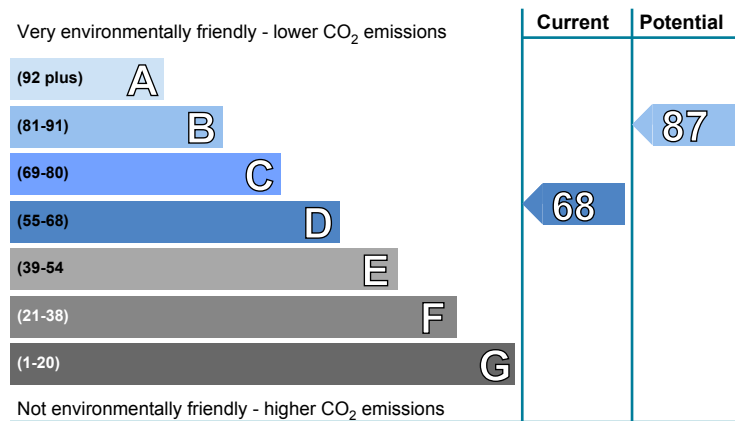 Very environmentally friendly - lower CO2 emissions
Current
Potential
(92 plus) A
(81-91) B
87
(69-80) C
(55-68) D
68
(39-54 E
(21-38) F
(1-20) G
Not environmentally friendly - higher CO2 emissions